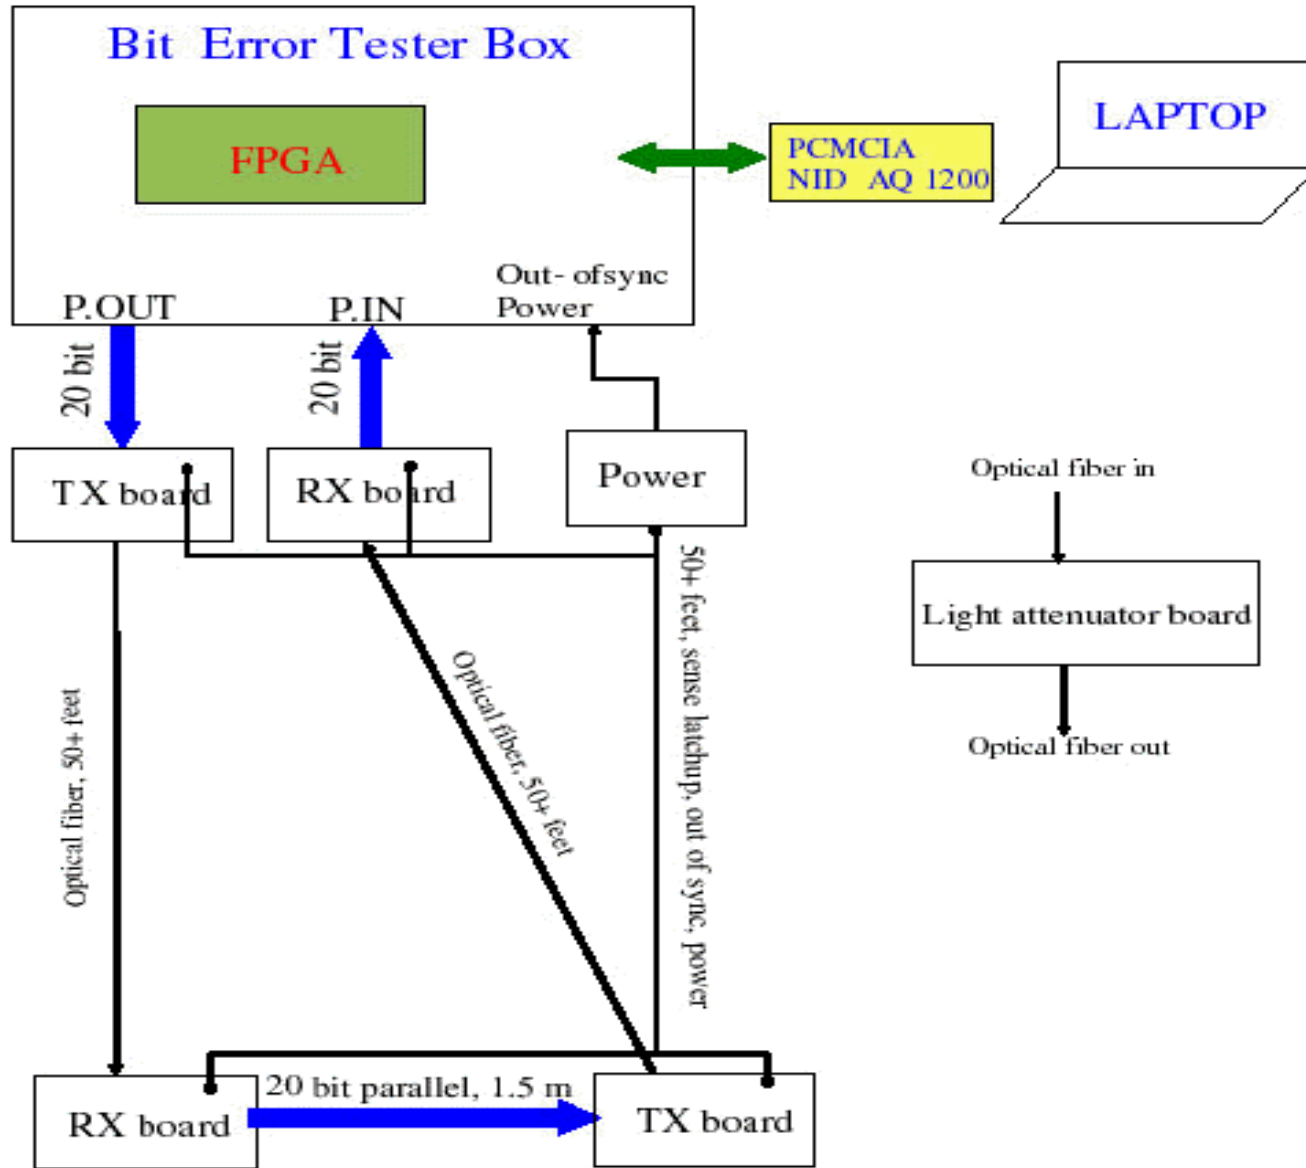 Bit Error Tester Box
FPGA
PCMCIA
NID AQ 1200
LAPTOP
Out- ofsync
Power
P.OUT
P.IN
20 bit
20 bit
TX board
RX board
Power
Optical fiber in
Light attenuator board
Optical fiber out
Optical fiber, 50+ feet
Optical fiber, 50+ feet
50+ feet, sense latchup, out of sync, power
20 bit parallel, 1.5 m
RX board
TX board